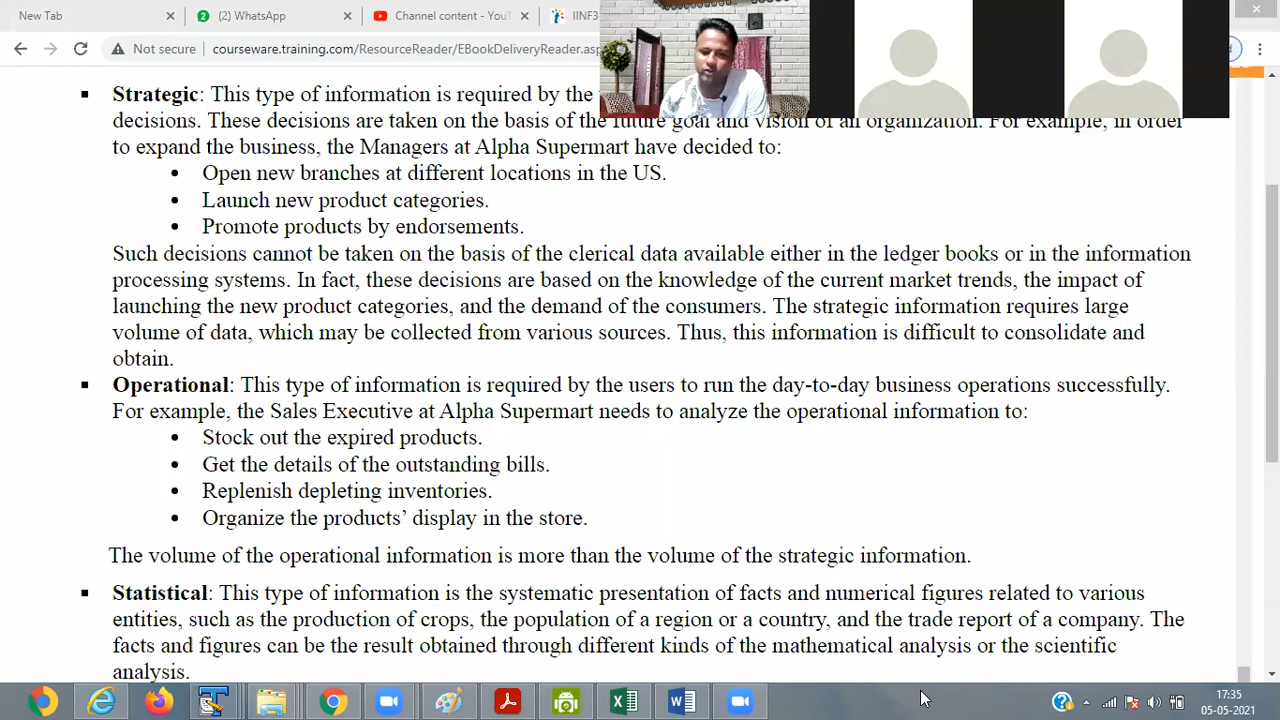 ew Tab
(2) WhatsApp
Channel content - You
IINF3
Not secure
courseware.training.com/ResourceReader/EBookDeliveryReader.asp
▪ Strategic: This type of information is required by the
decisions. These decisions are taken on the basis of the future goal and vision of an organization. For example, in order
to expand the business, the Managers at Alpha Supermart have decided to:
• Open new branches at different locations in the US.
• Launch new product categories.
• Promote products by endorsements.
Such decisions cannot be taken on the basis of the clerical data available either in the ledger books or in the information
processing systems. In fact, these decisions are based on the knowledge of the current market trends, the impact of
launching the new product categories, and the demand of the consumers. The strategic information requires large
volume of data, which may be collected from various sources. Thus, this information is difficult to consolidate and
obtain.
▪ Operational: This type of information is required by the users to run the day-to-day business operations successfully.
For example, the Sales Executive at Alpha Supermart needs to analyze the operational information to:
• Stock out the expired products.
• Get the details of the outstanding bills.
• Replenish depleting inventories.
• Organize the products’ display in the store.
The volume of the operational information is more than the volume of the strategic information.
▪ Statistical: This type of information is the systematic presentation of facts and numerical figures related to various
entities, such as the production of crops, the population of a region or a country, and the trade report of a company. The
facts and figures can be the result obtained through different kinds of the mathematical analysis or the scientific
analysis.
17:35
05-05-2021